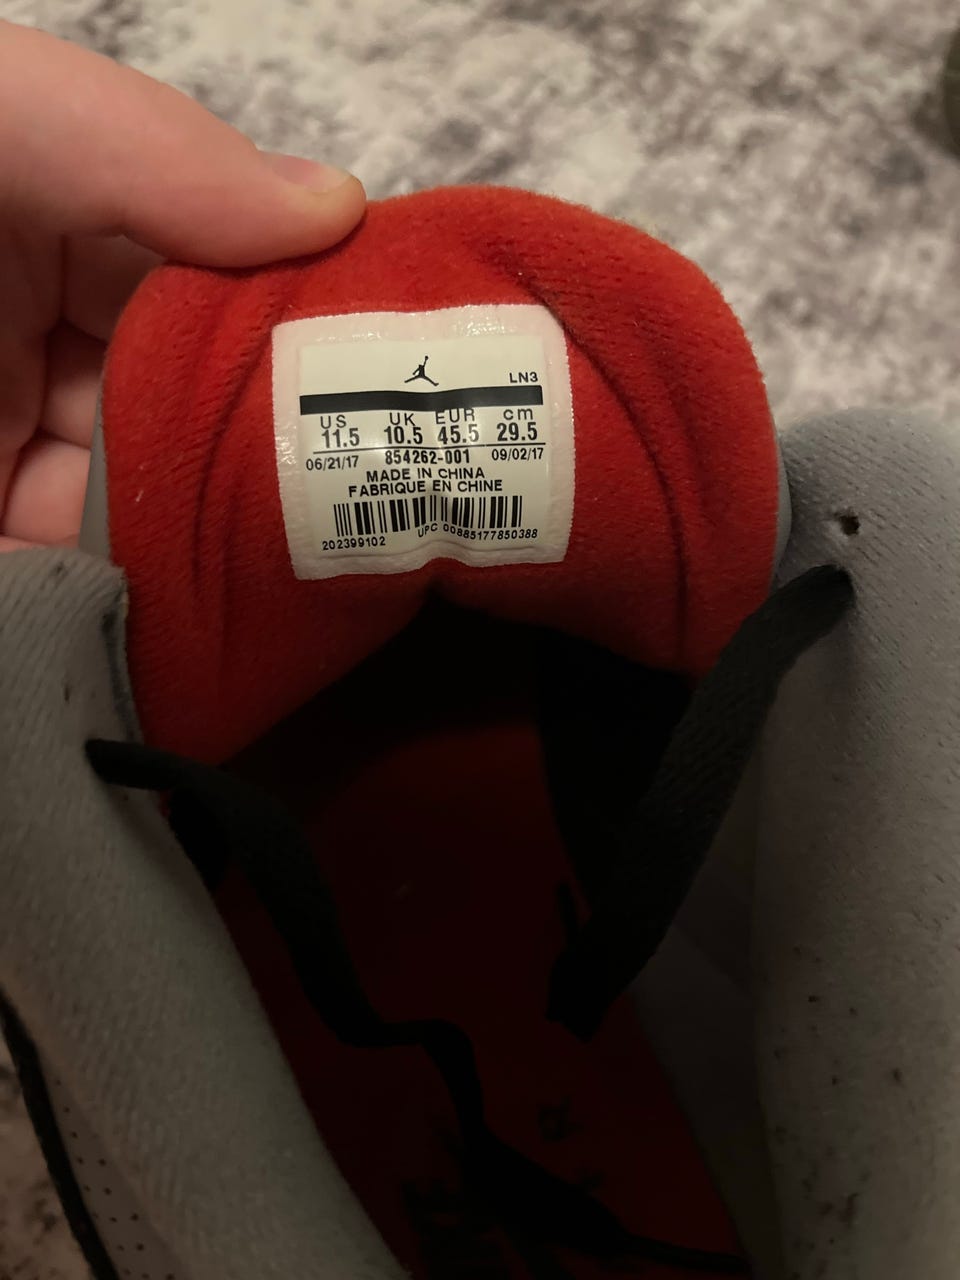 LN3
US UK EUR cm
11.5 10.5 45.5 29.5
06/21/17 854262-001 09/02/17
MADE IN CHINA
FABRIQUE EN CHINE
202399102 UPC 00885177850388